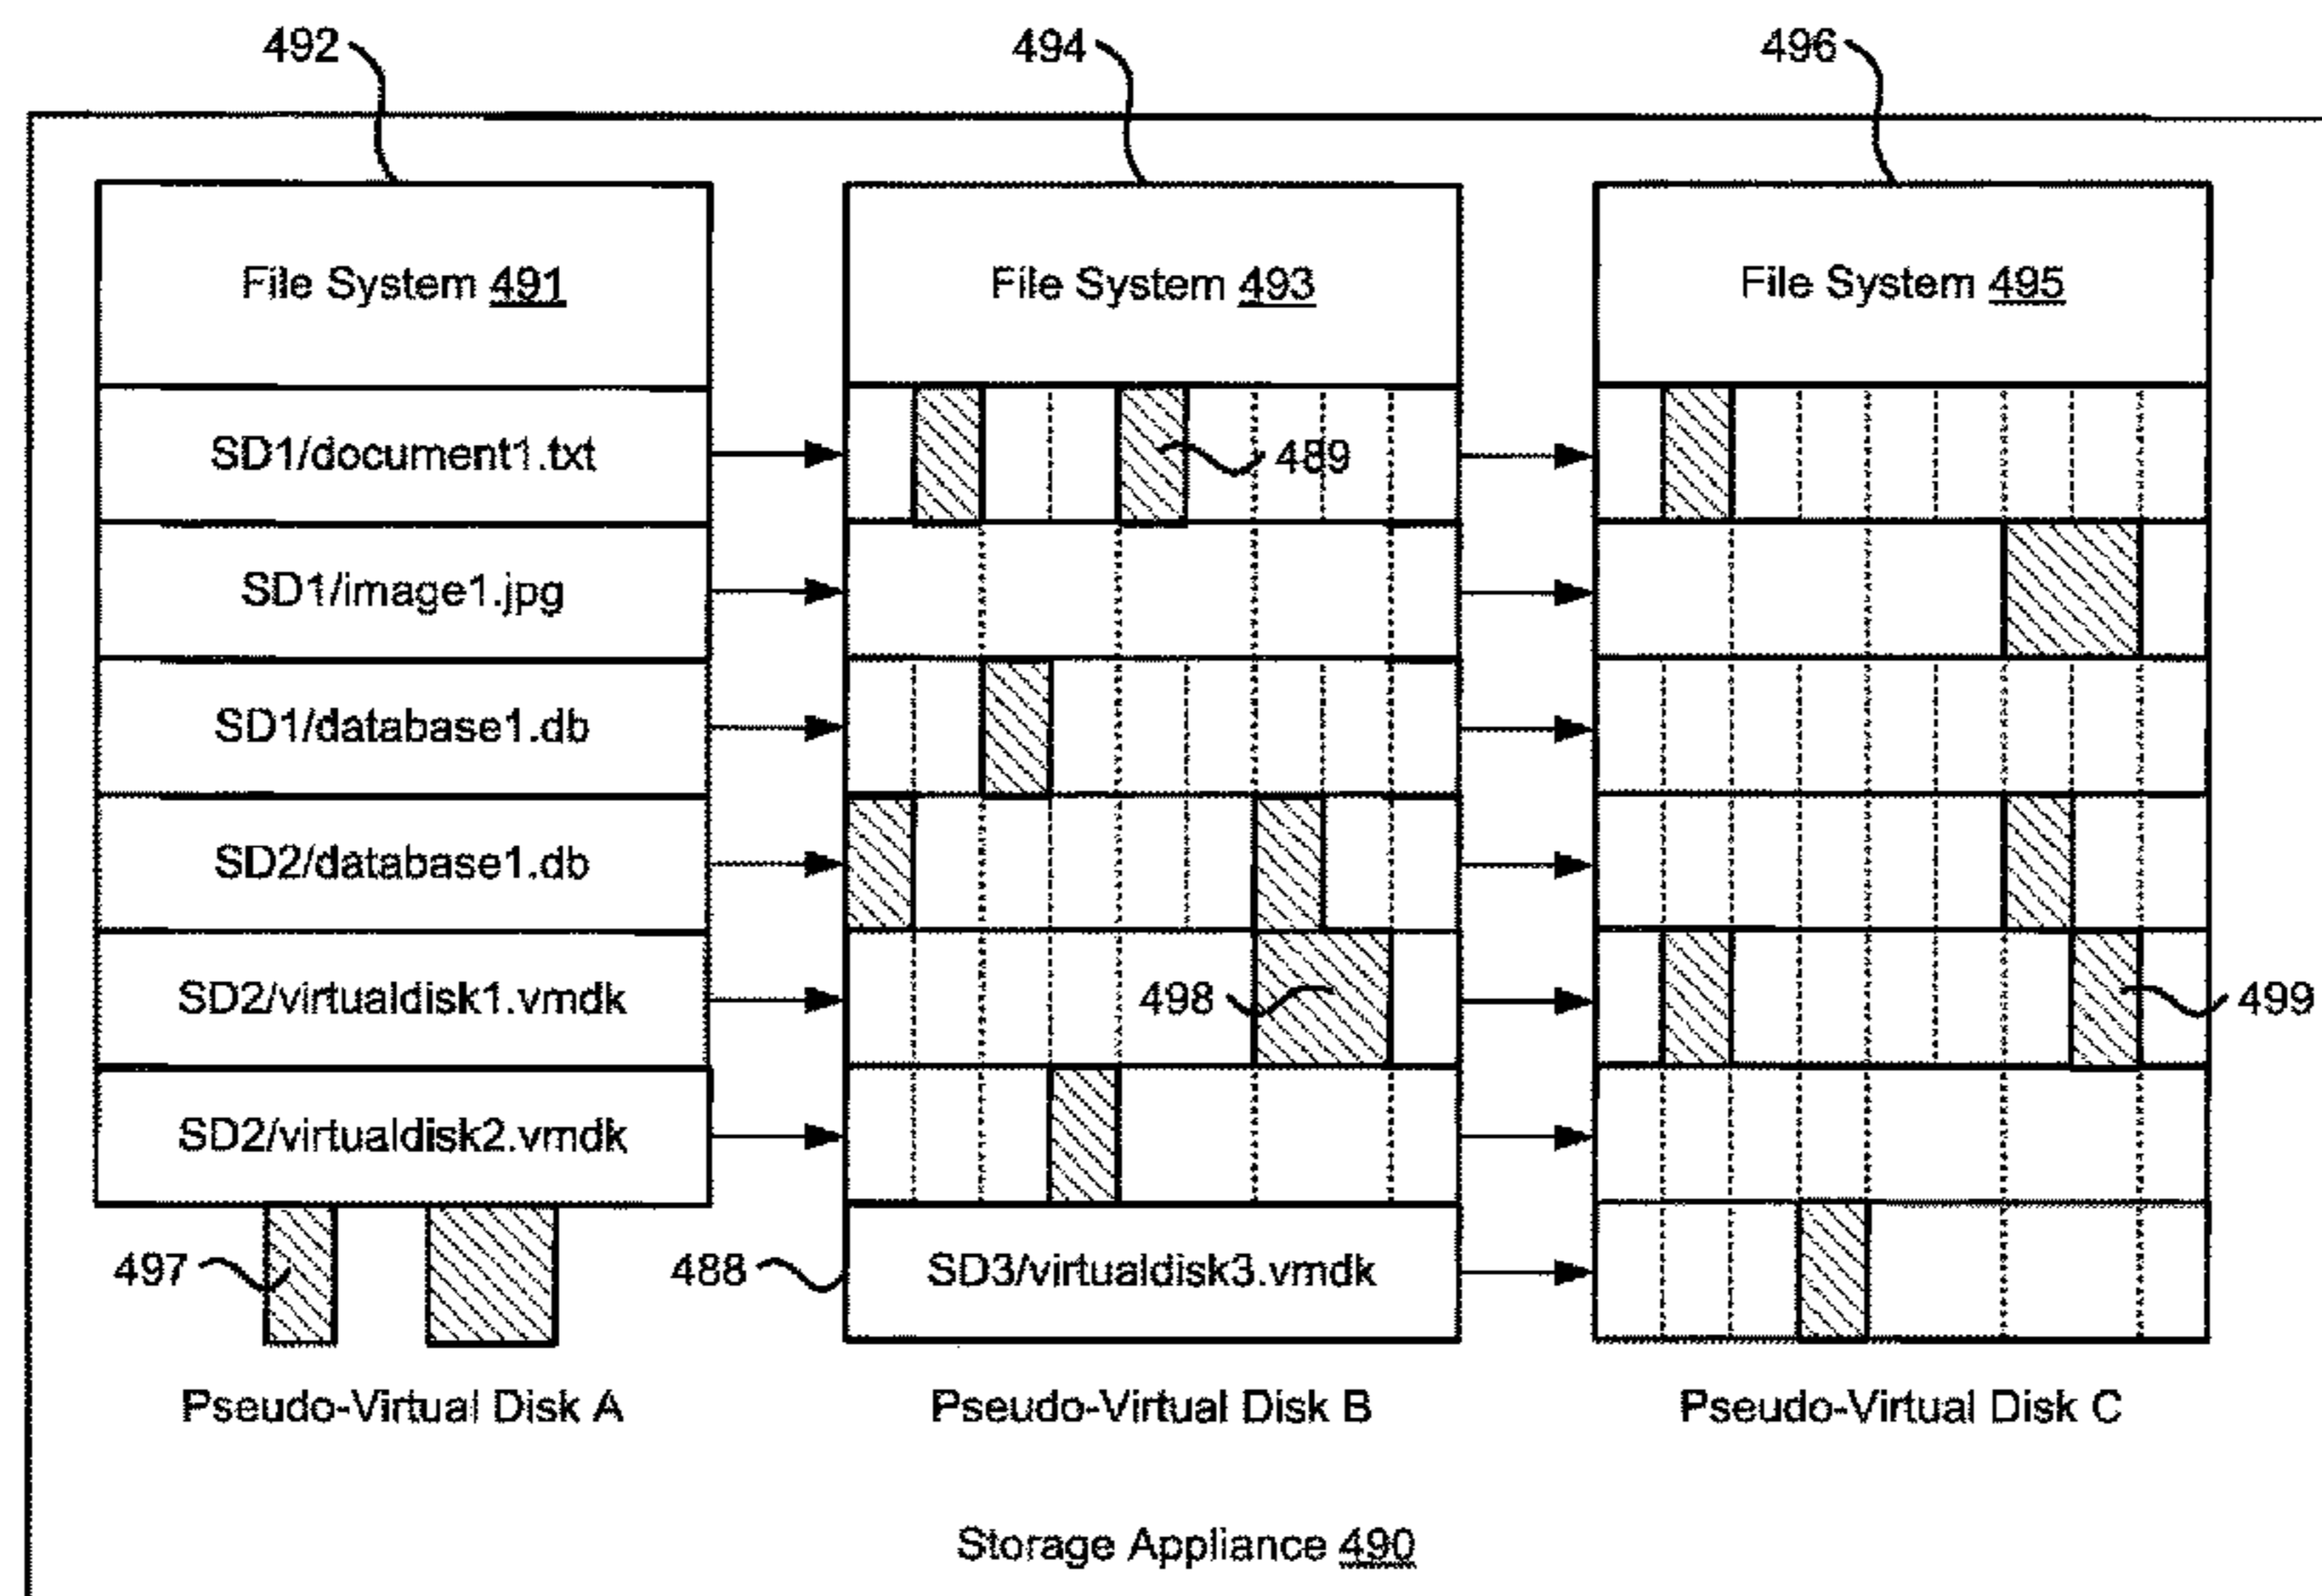 492 494 496
File System 491 File System 493 File System 495
SD1/document1.txt 489
SD1/image1.jpg
SD1/database1.db
SD2/database1.db
SD2/virtualdisk1.vmdk 498 499
SD2/virtualdisk2.vmdk
497 488 SD3/virtualdisk3.vmdk
Pseudo-Virtual Disk A Pseudo-Virtual Disk B Pseudo-Virtual Disk C
Storage Appliance 490